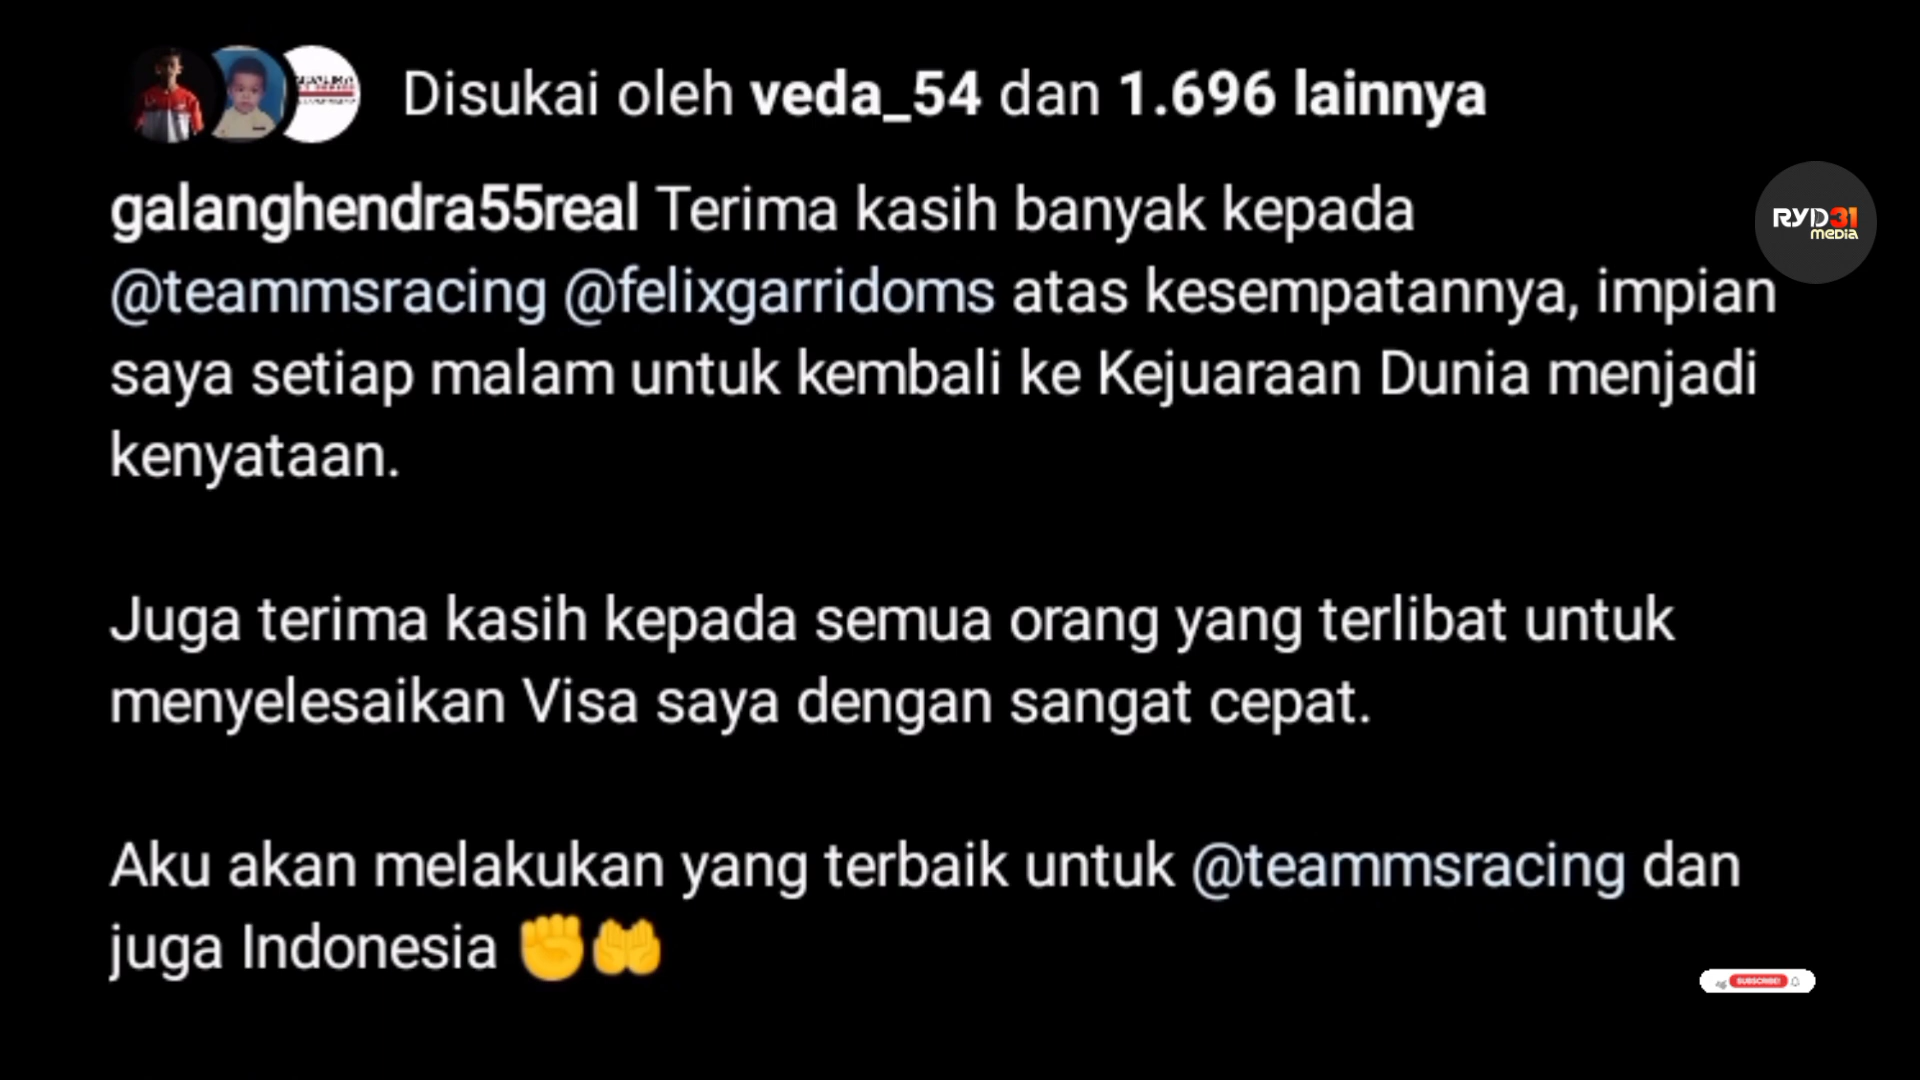 Disukai oleh veda_54 dan 1.696 lainnya
galanghendra55real Terima kasih banyak kepada
@teammsracing @felixgarridoms atas kesempatannya, impian
saya setiap malam untuk kembali ke Kejuaraan Dunia menjadi
kenyataan.
Juga terima kasih kepada semua orang yang terlibat untuk
menyelesaikan Visa saya dengan sangat cepat.
Aku akan melakukan yang terbaik untuk @teammsracing dan
juga Indonesia ✊🤲
RYD31
media
SUBSCRIBE!